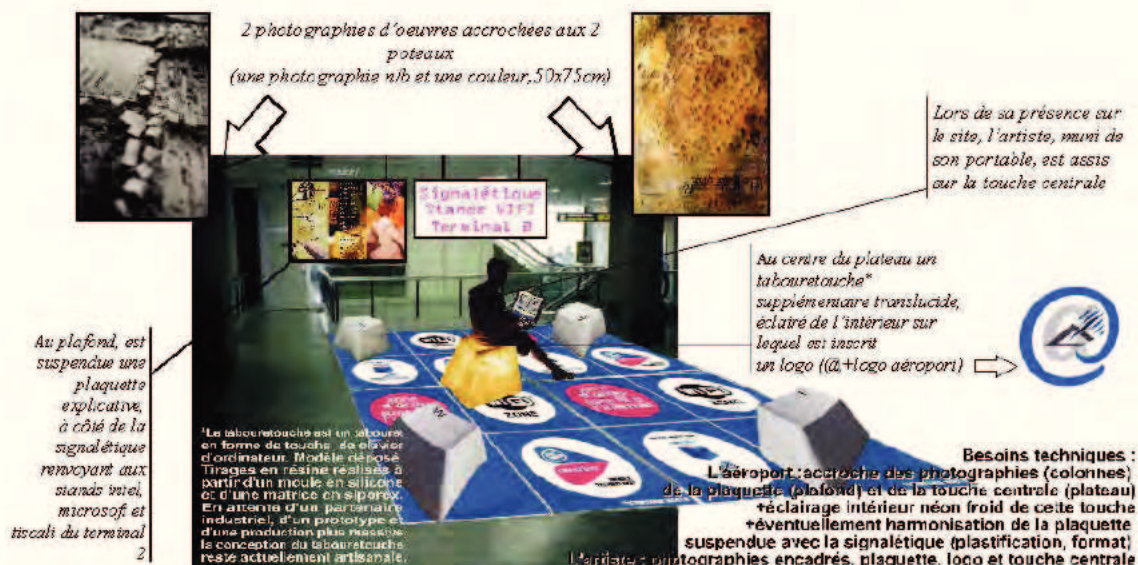 2 photographies d'oeuvres accrochées aux 2
poteaux
(une photographie n/b et une couleur,50x75cm)
Lors de sa présence sur
le site, l'artiste, muni de
son portable, est assis
sur la touche centrale
Signalétique
Stands WIFI
Terminal 2
Au centre du plateau un
tabouretouche*
supplémentaire translucide,
éclairé de l'intérieur sur
lequel est inscrit
un logo ((@+logo aéroport)
Au plafond, est
suspendue une
plaquette
explicative,
à côté de la
signalétique
renvoyant aux
stands intel,
microsoft et
tiscali du terminal
2
ZONE
W
*Le tabouretouche est un tabouret
en forme de touche de clavier
d'ordinateur. Modèle déposé.
Tirages en résine réalisés à
partir d'un moule en silicone
et d'une matrice en siporex.
En attente d'un partenaire
industriel, d'un prototype et
d'une production plus massive
la conception du tabouretouche
reste actuellement artisanale.
Besoins techniques :
L'aéroport :accroche des photographies (colonnes)
de la plaquette (plafond) et de la touche centrale (plateau)
+éclairage intérieur néon froid de cette touche
+éventuellement harmonisation de la plaquette
suspendue avec la signalétique (plastification, format)
L'artiste : photographies encadrés, plaquette, logo et touche centrale